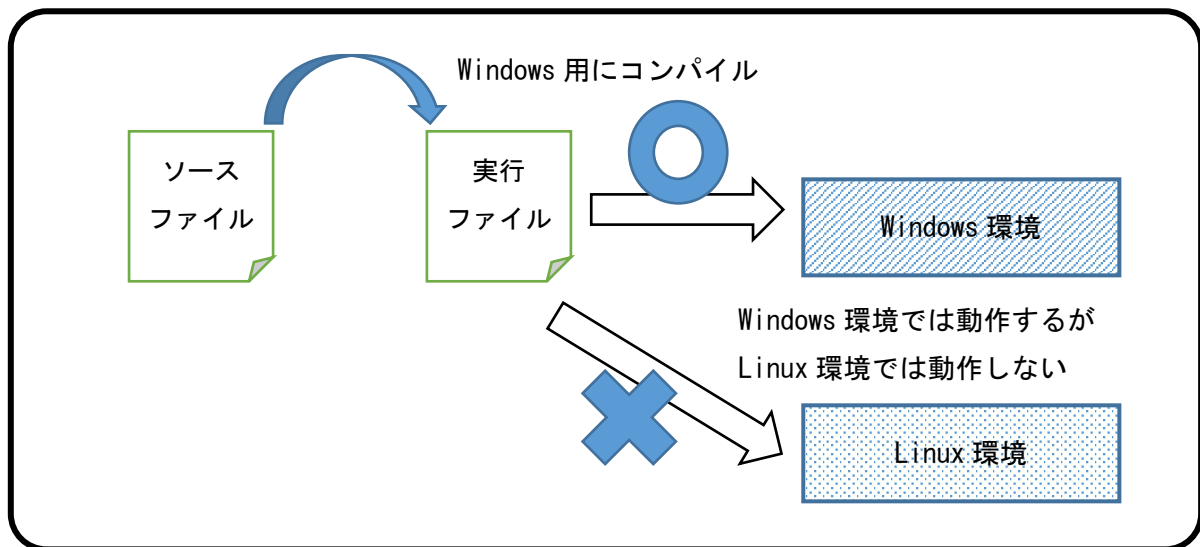 Windows 用にコンパイル
ソース
ファイル
実行
ファイル
Windows 環境
Windows 環境では動作するが
Linux 環境では動作しない
Linux 環境